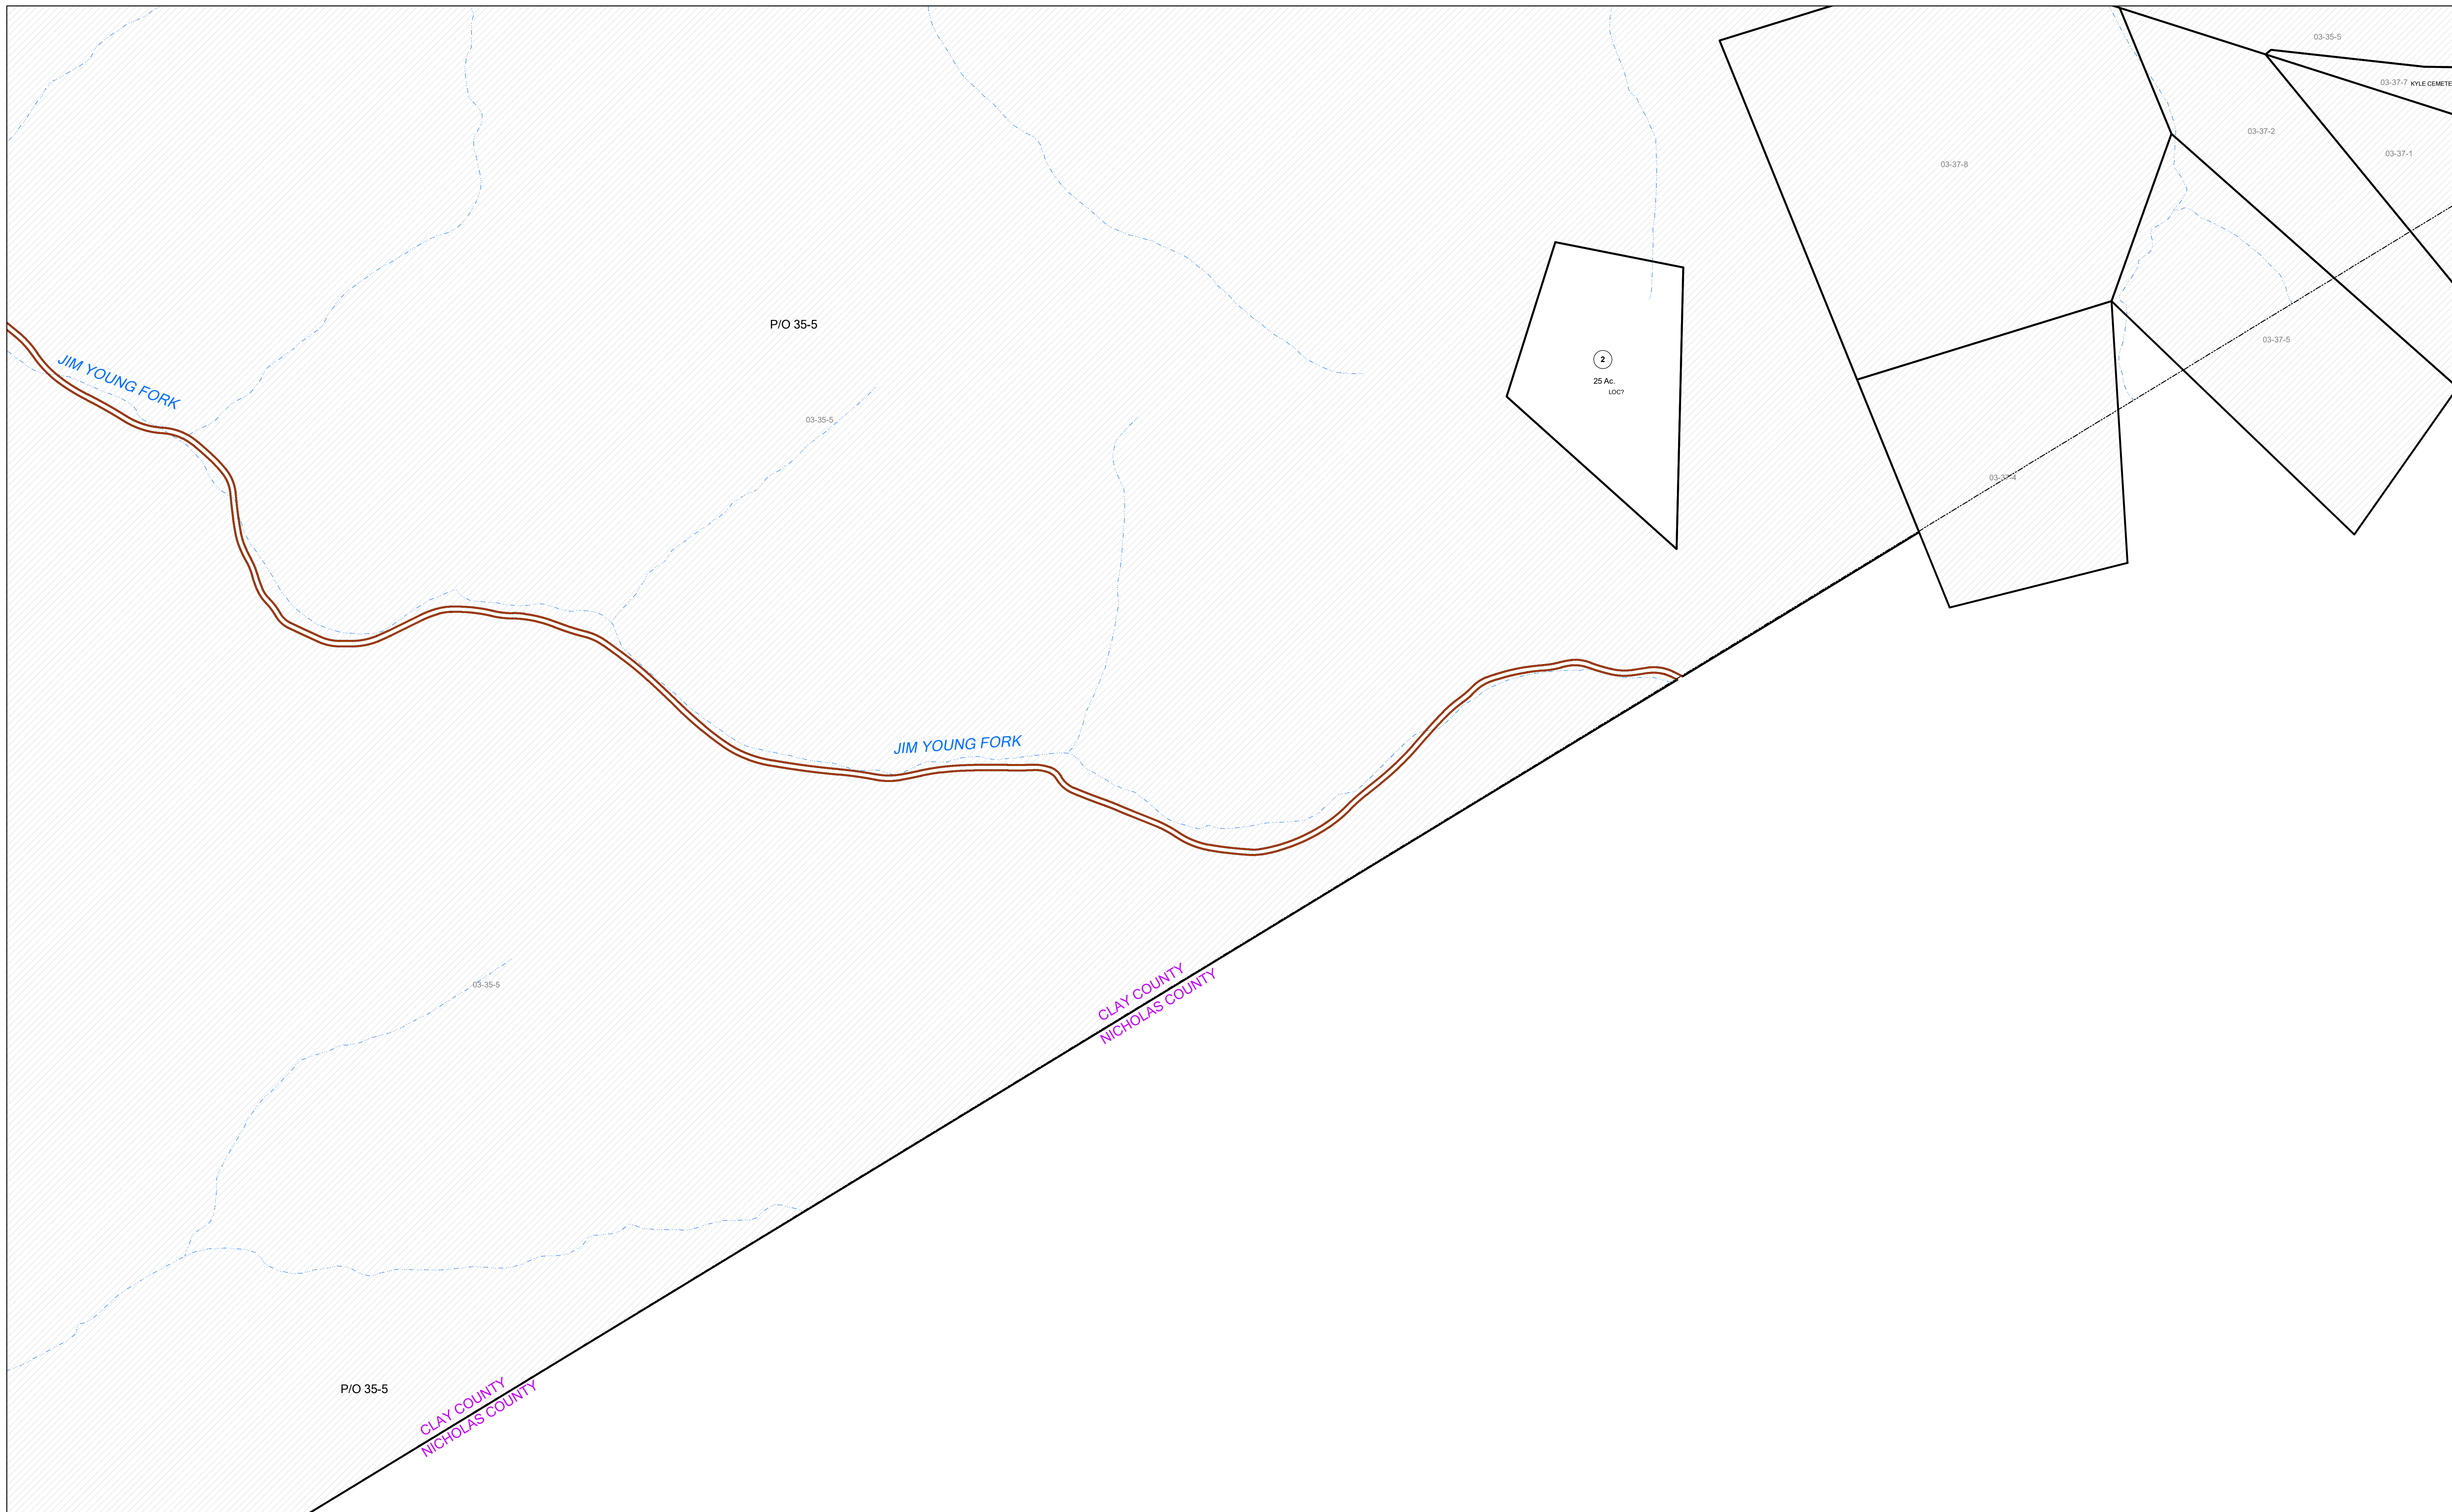 03-35-5
03-37-7 KYLE CEMETE
03-37-2
03-37-1
03-37-8
P/O 35-5
03-37-5
2
25 Ac.
LOC?
JIM YOUNG FORK
03-35-5
03-37-4
JIM YOUNG FORK
03-35-5
CLAY COUNTY
NICHOLAS COUNTY
P/O 35-5
CLAY COUNTY
NICHOLAS COUNTY